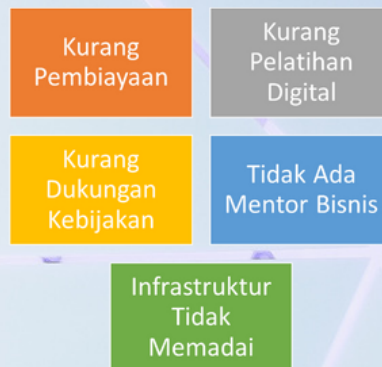 Kurang
Pembiayaan
Kurang
Pelatihan
Digital
Kurang
Dukungan
Kebijakan
Tidak Ada
Mentor Bisnis
Infrastruktur
Tidak
Memadai